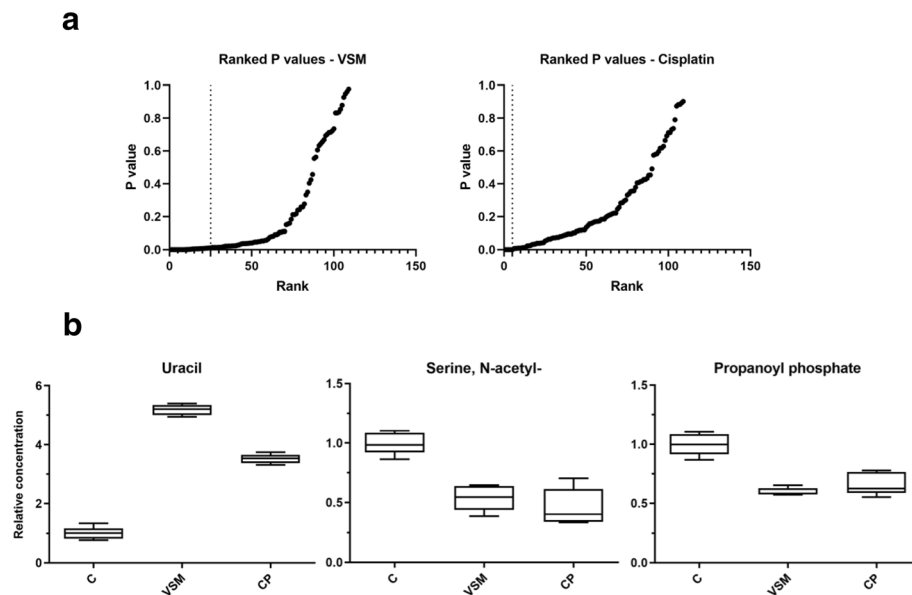 a
Ranked P values - VSM
P value
1.0
0.8
0.6
0.4
0.2
0.0
0 50 100 150
Rank
Ranked P values - Cisplatin
P value
1.0
0.8
0.6
0.4
0.2
0.0
0 50 100 150
Rank
b
Uracil
Relative concentration
6
4
2
0
C VSM CP
Serine, N-acetyl-
1.5
1.0
0.5
0.0
C VSM CP
Propanoyl phosphate
1.5
1.0
0.5
0.0
C VSM CP